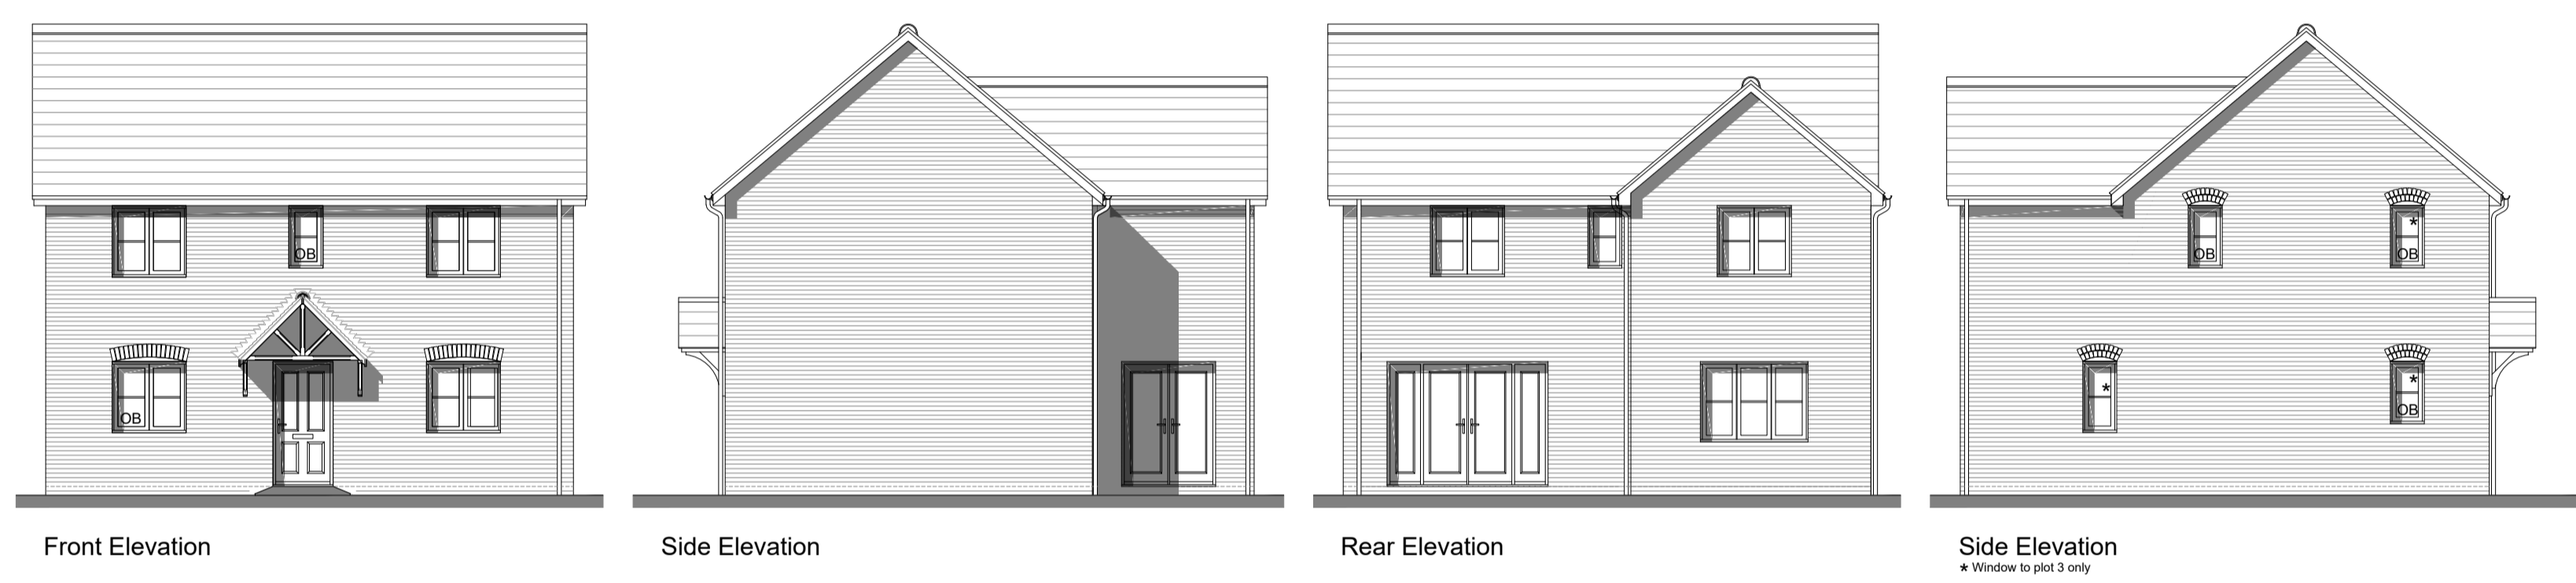 OB
OB
Front Elevation
Side Elevation
Rear Elevation
OB
* OB
*
* OB
Side Elevation
* Window to plot 3 only